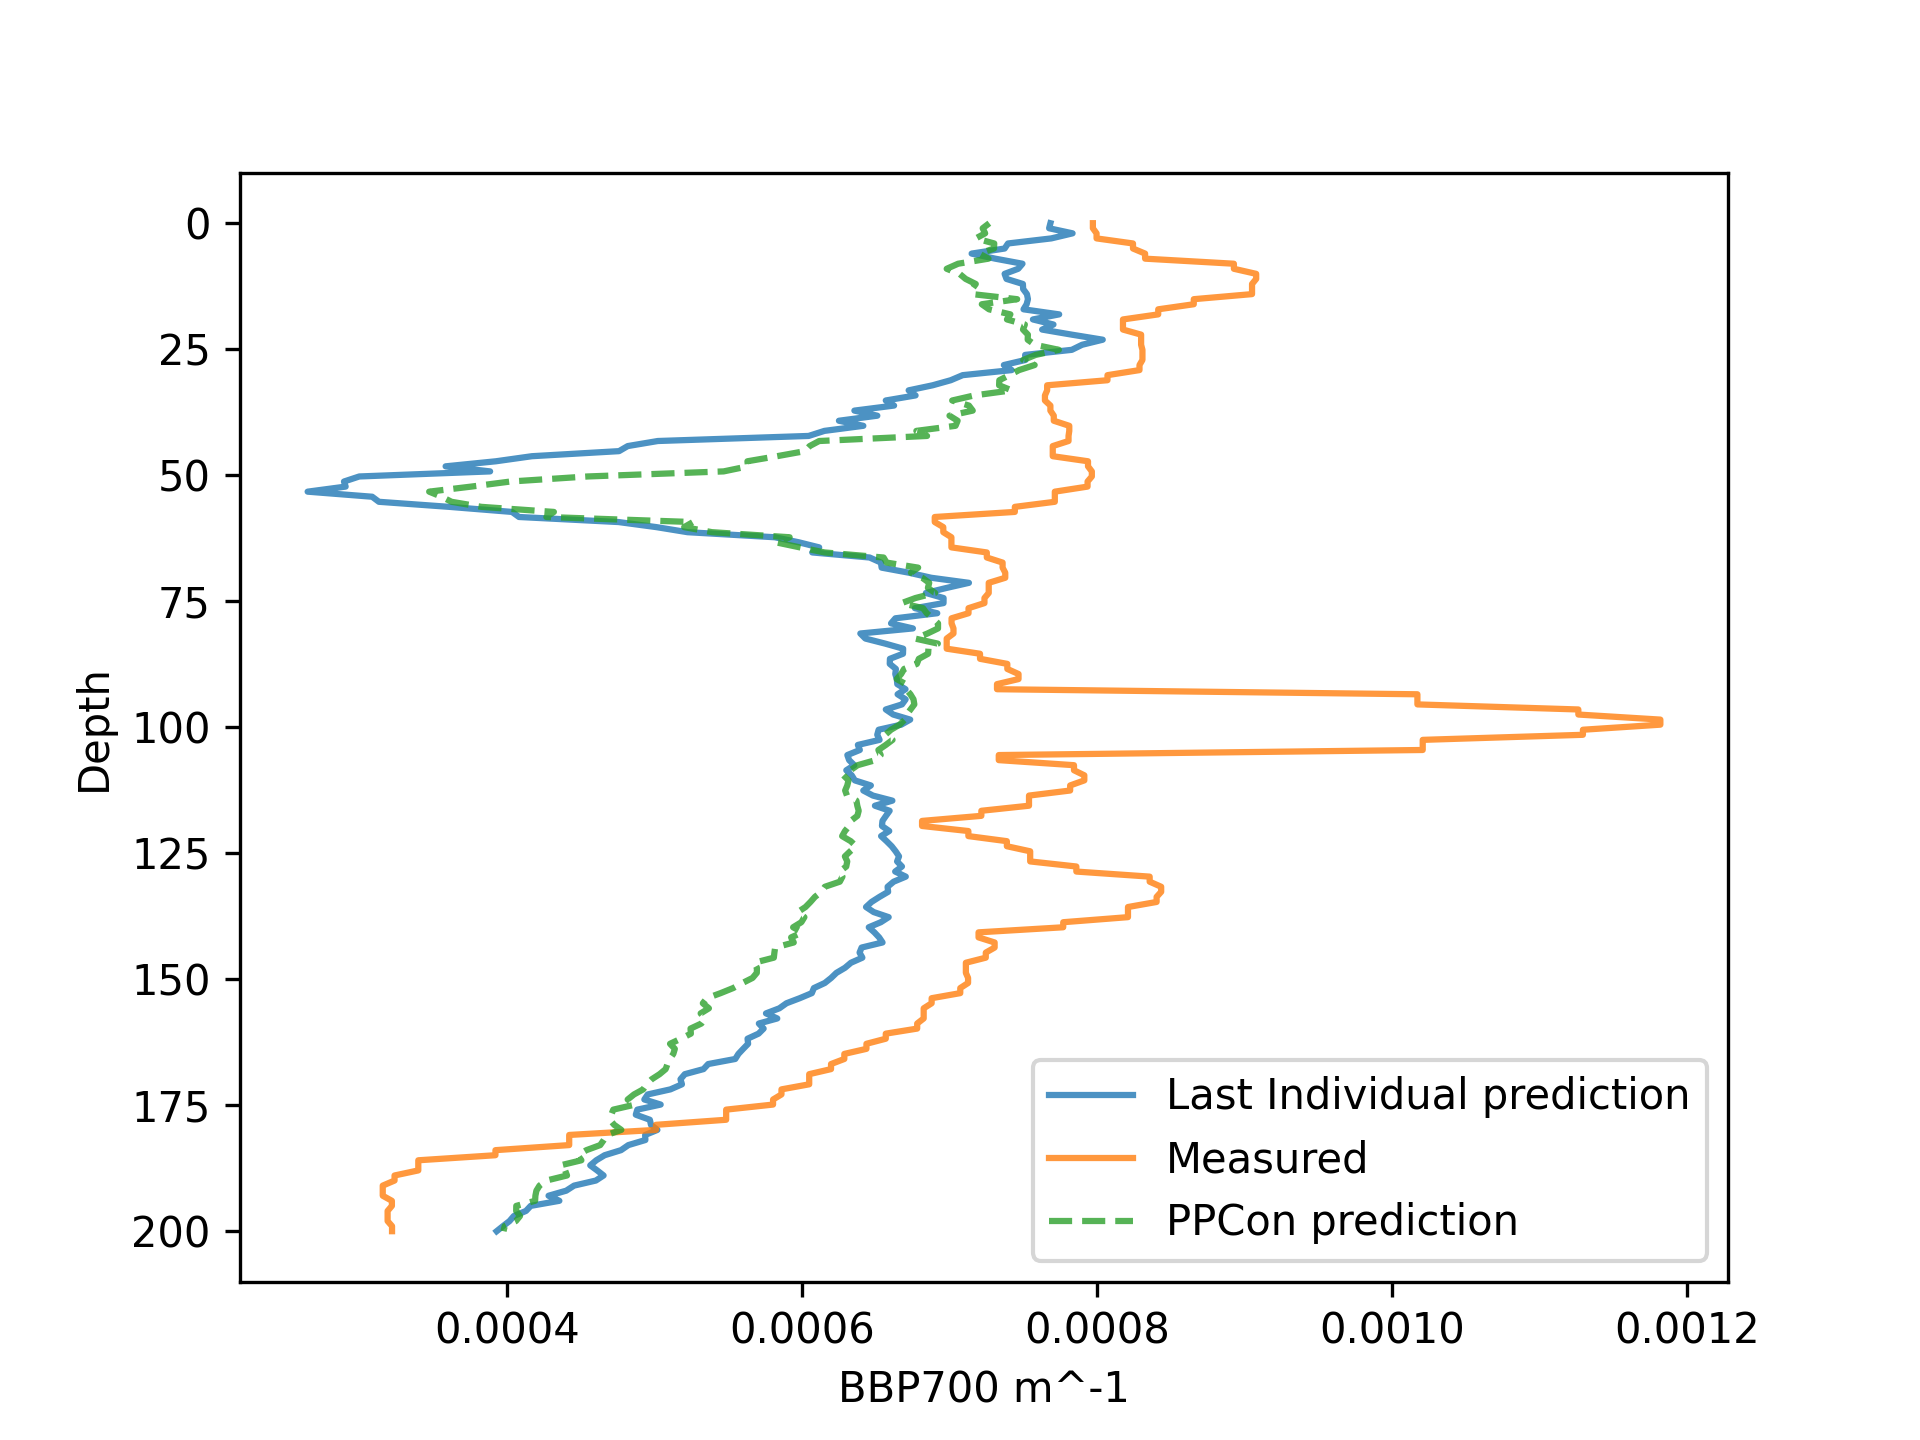 0
25
50
75
100
125
150
175
200
Depth
0.0004 0.0006 0.0008 0.0010 0.0012
BBP700 m^-1
Last Individual prediction
Measured
PPCon prediction